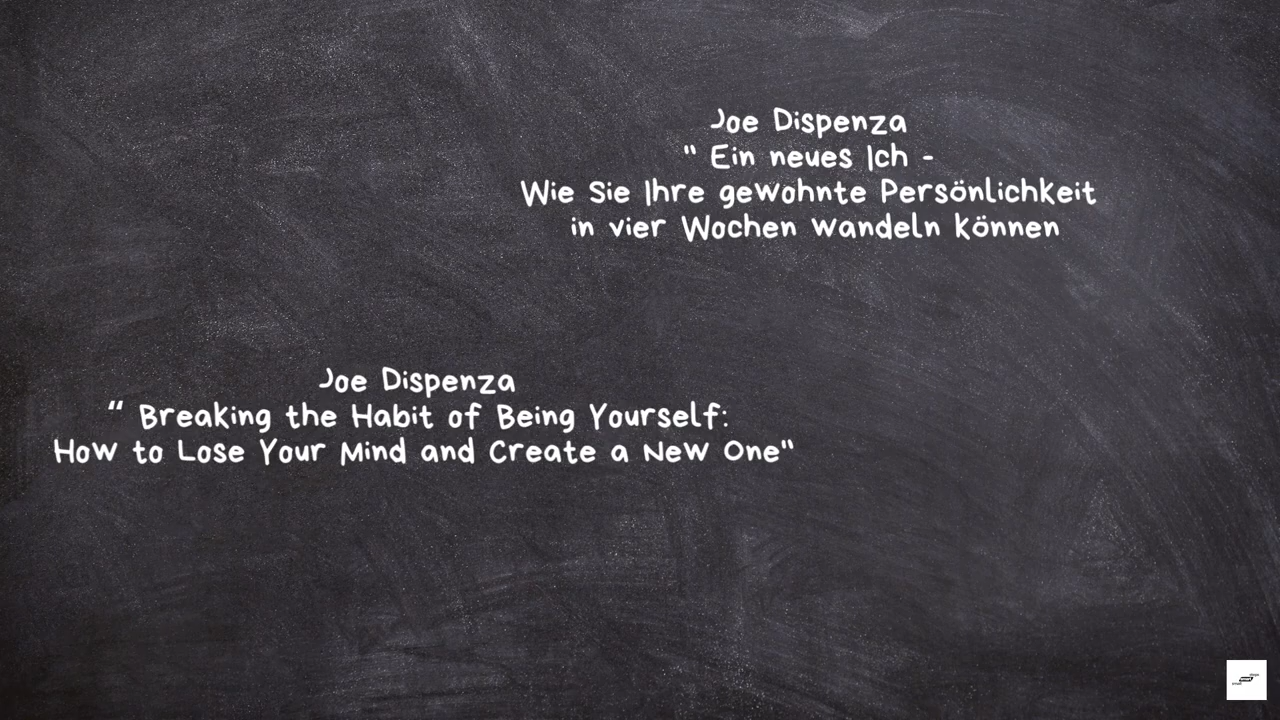 Joe Dispenza
" Ein neues Ich -
Wie Sie Ihre gewohnte Persönlichkeit
in vier Wochen wandeln können
Joe Dispenza
“ Breaking the Habit of Being Yourself:
How to Lose Your Mind and Create a New One"